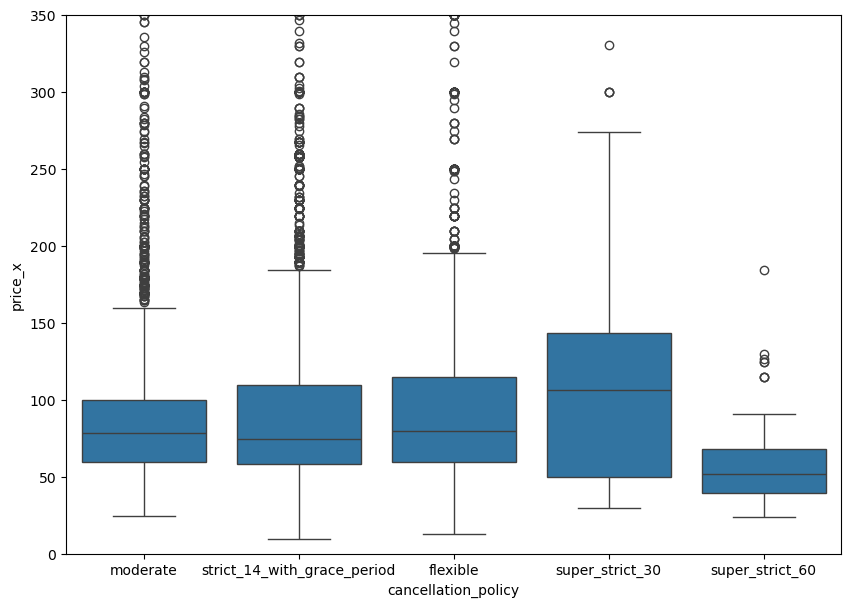 350
300
250
200
150
100
50
0
price_x
moderate strict_14_with_grace_period flexible super_strict_30 super_strict_60
cancellation_policy